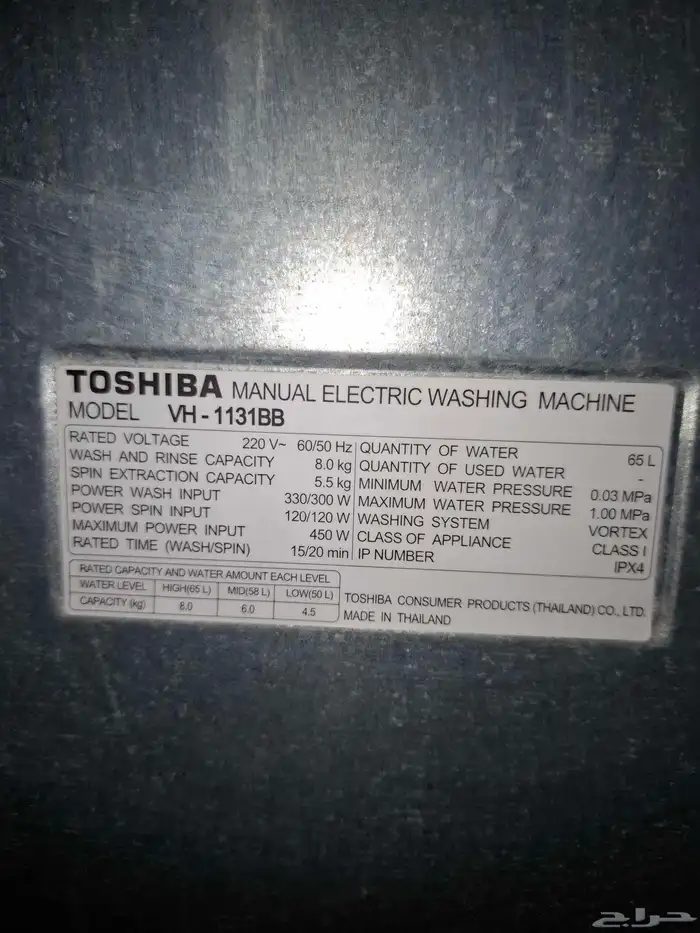 TOSHIBA MANUAL ELECTRIC WASHING MACHINE
MODEL VH - 1131BB
RATED VOLTAGE 220 V~ 60/50 Hz
WASH AND RINSE CAPACITY 8.0 kg
SPIN EXTRACTION CAPACITY 5.5 kg
POWER WASH INPUT 330/300 W
POWER SPIN INPUT 120/120 W
MAXIMUM POWER INPUT 450 W
RATED TIME (WASH/SPIN) 15/20 min
QUANTITY OF WATER 65 L
QUANTITY OF USED WATER -
MINIMUM WATER PRESSURE 0.03 MPa
MAXIMUM WATER PRESSURE 1.00 MPa
WASHING SYSTEM VORTEX
CLASS OF APPLIANCE CLASS I
IP NUMBER IPX4
RATED CAPACITY AND WATER AMOUNT EACH LEVEL
WATER LEVEL HIGH(65 L) MID(58 L) LOW(50 L)
CAPACITY (kg) 8.0 6.0 4.5
TOSHIBA CONSUMER PRODUCTS (THAILAND) CO., LTD.
MADE IN THAILAND
حراج